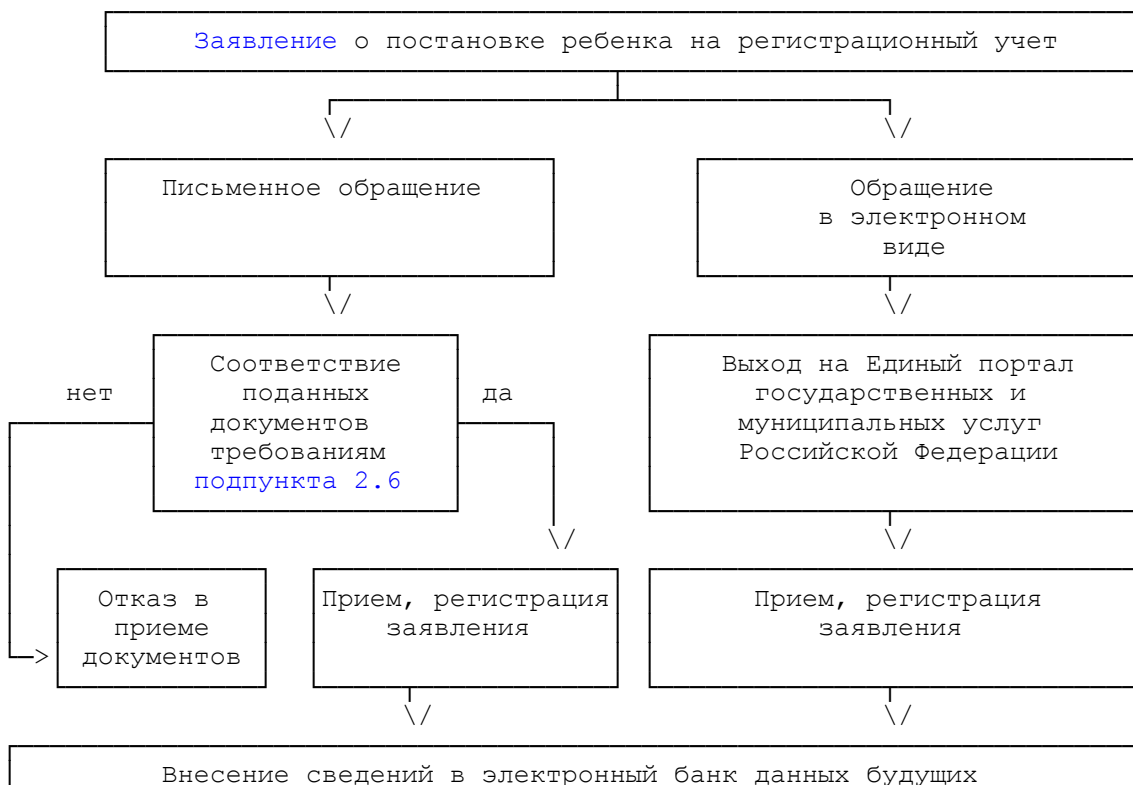 Заявление о постановке ребенка на регистрационный учет
Письменное обращение
Обращение
в электронном
виде
Соответствие
поданных
документов
требованиям
подпункта 2.6
нет
да
Выход на Единый портал
государственных и
муниципальных услуг
Российской Федерации
Отказ в
приеме
документов
Прием, регистрация
заявления
Прием, регистрация
заявления
Внесение сведений в электронный банк данных будущих